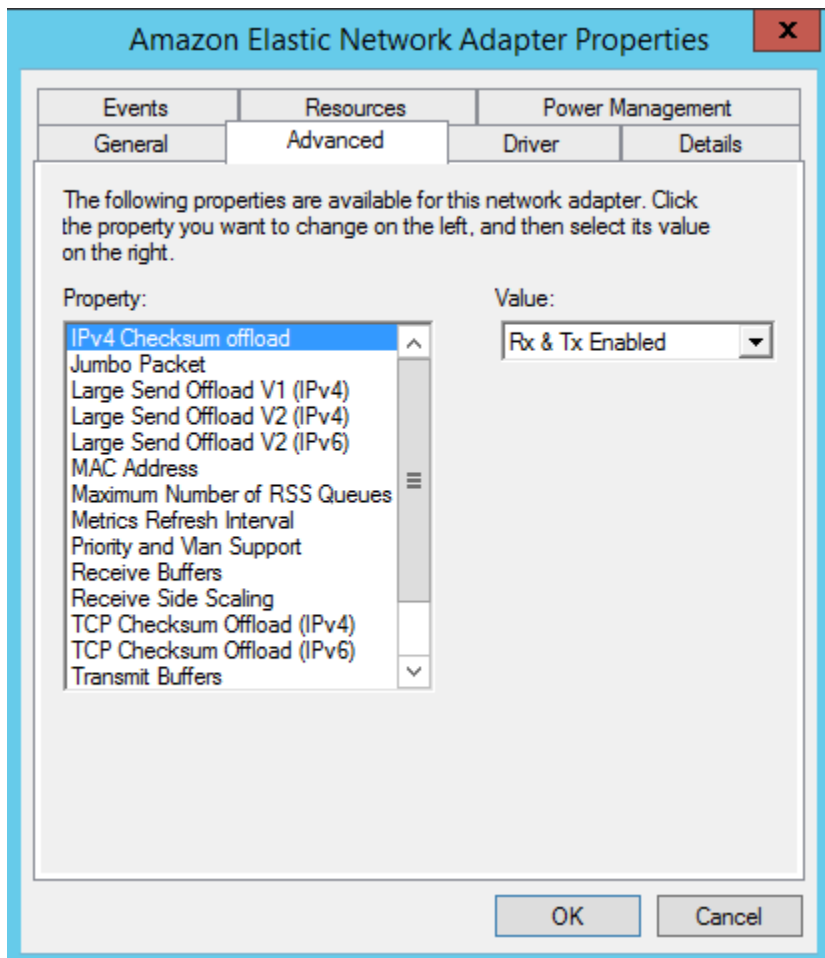 Amazon Elastic Network Adapter Properties
x
Events Resources Power Management
General Advanced Driver Details
The following properties are available for this network adapter. Click
the property you want to change on the left, and then select its value
on the right.
Property: Value:
IPv4 Checksum offload Rx & Tx Enabled
Jumbo Packet
Large Send Offload V1 (IPv4)
Large Send Offload V2 (IPv4)
Large Send Offload V2 (IPv6)
MAC Address
Maximum Number of RSS Queues
Metrics Refresh Interval
Priority and Vlan Support
Receive Buffers
Receive Side Scaling
TCP Checksum Offload (IPv4)
TCP Checksum Offload (IPv6)
Transmit Buffers
OK Cancel